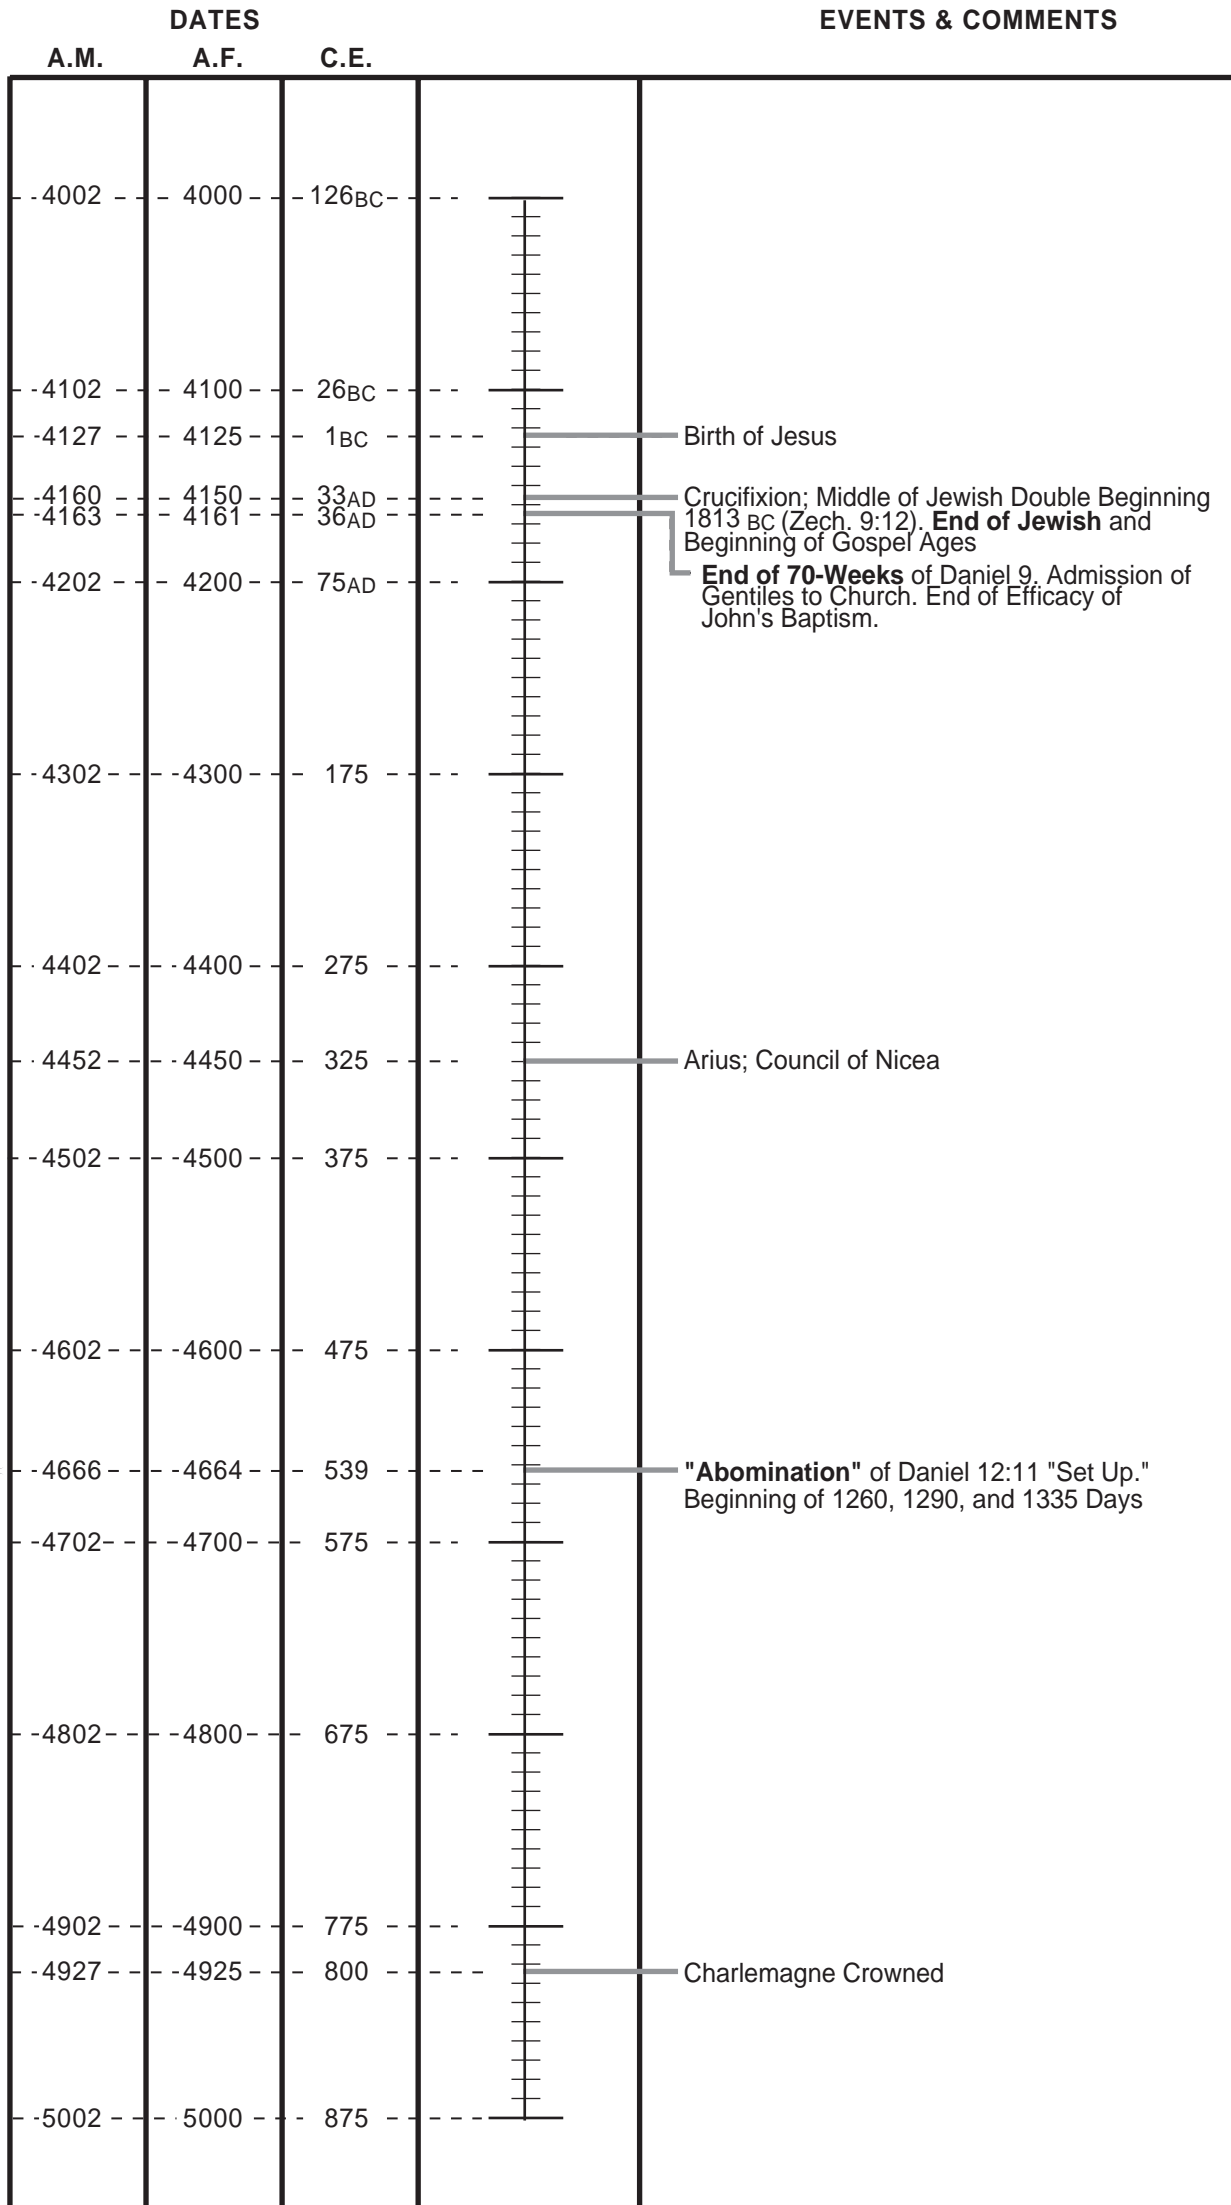 DATES EVENTS & COMMENTS
A.M. A.F. C.E.
4002 4000 126BC
4102 4100 26BC
4127 4125 1BC Birth of Jesus
4160 4150 33AD Crucifixion; Middle of Jewish Double Beginning
4163 4161 36AD 1813 BC (Zech. 9:12). End of Jewish and
Beginning of Gospel Ages
4202 4200 75AD End of 70-Weeks of Daniel 9. Admission of
Gentiles to Church. End of Efficacy of
John's Baptism.
4302 4300 175
4402 4400 275
4452 4450 325 Arius; Council of Nicea
4502 4500 375
4602 4600 475
4666 4664 539 "Abomination" of Daniel 12:11 "Set Up."
Beginning of 1260, 1290, and 1335 Days
4702 4700 575
4802 4800 675
4902 4900 775
4927 4925 800 Charlemagne Crowned
5002 5000 875